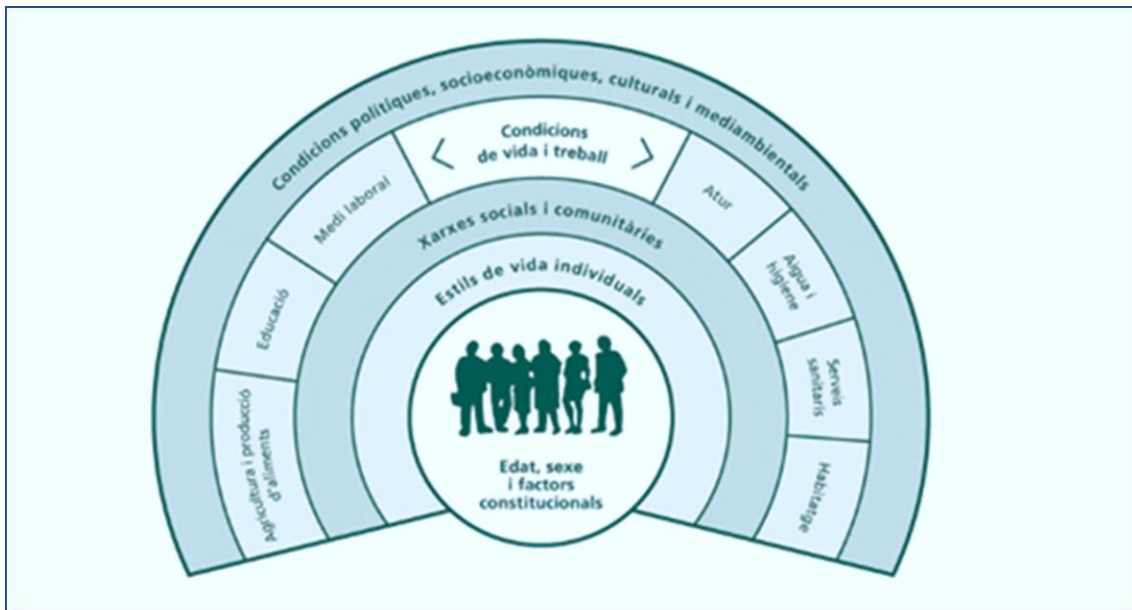 Condicions polítiques, socioeconòmiques, culturals i mediambientals
Condicions
de vida i treball
Medi laboral
Educació
Agricultura i producció
d'aliments
Atur
Aigua i
higiene
Serveis
sanitaris
Habitatge
Xarxes socials i comunitàries
Estils de vida individuals
Edat, sexe
i factors
constitucionals